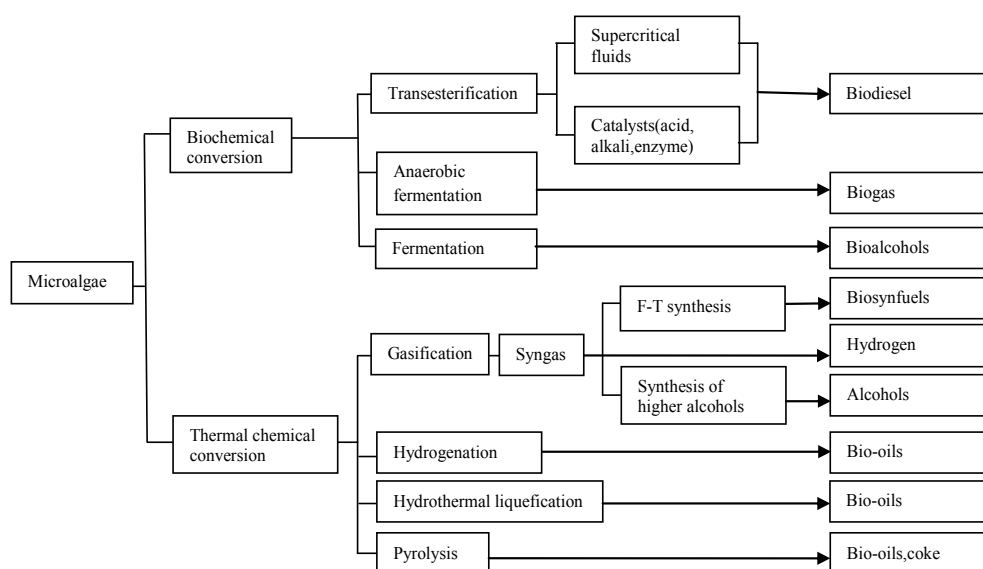 Supercritical
fluids
Transesterification
Biodiesel
Catalysts(acid,
alkali,enzyme)
Biochemical
conversion
Anaerobic
fermentation
Biogas
Fermentation
Bioalcohols
Microalgae
F-T synthesis
Biosynfuels
Gasification
Syngas
Hydrogen
Synthesis of
higher alcohols
Alcohols
Thermal chemical
conversion
Hydrogenation
Bio-oils
Hydrothermal liquefication
Bio-oils
Pyrolysis
Bio-oils,coke